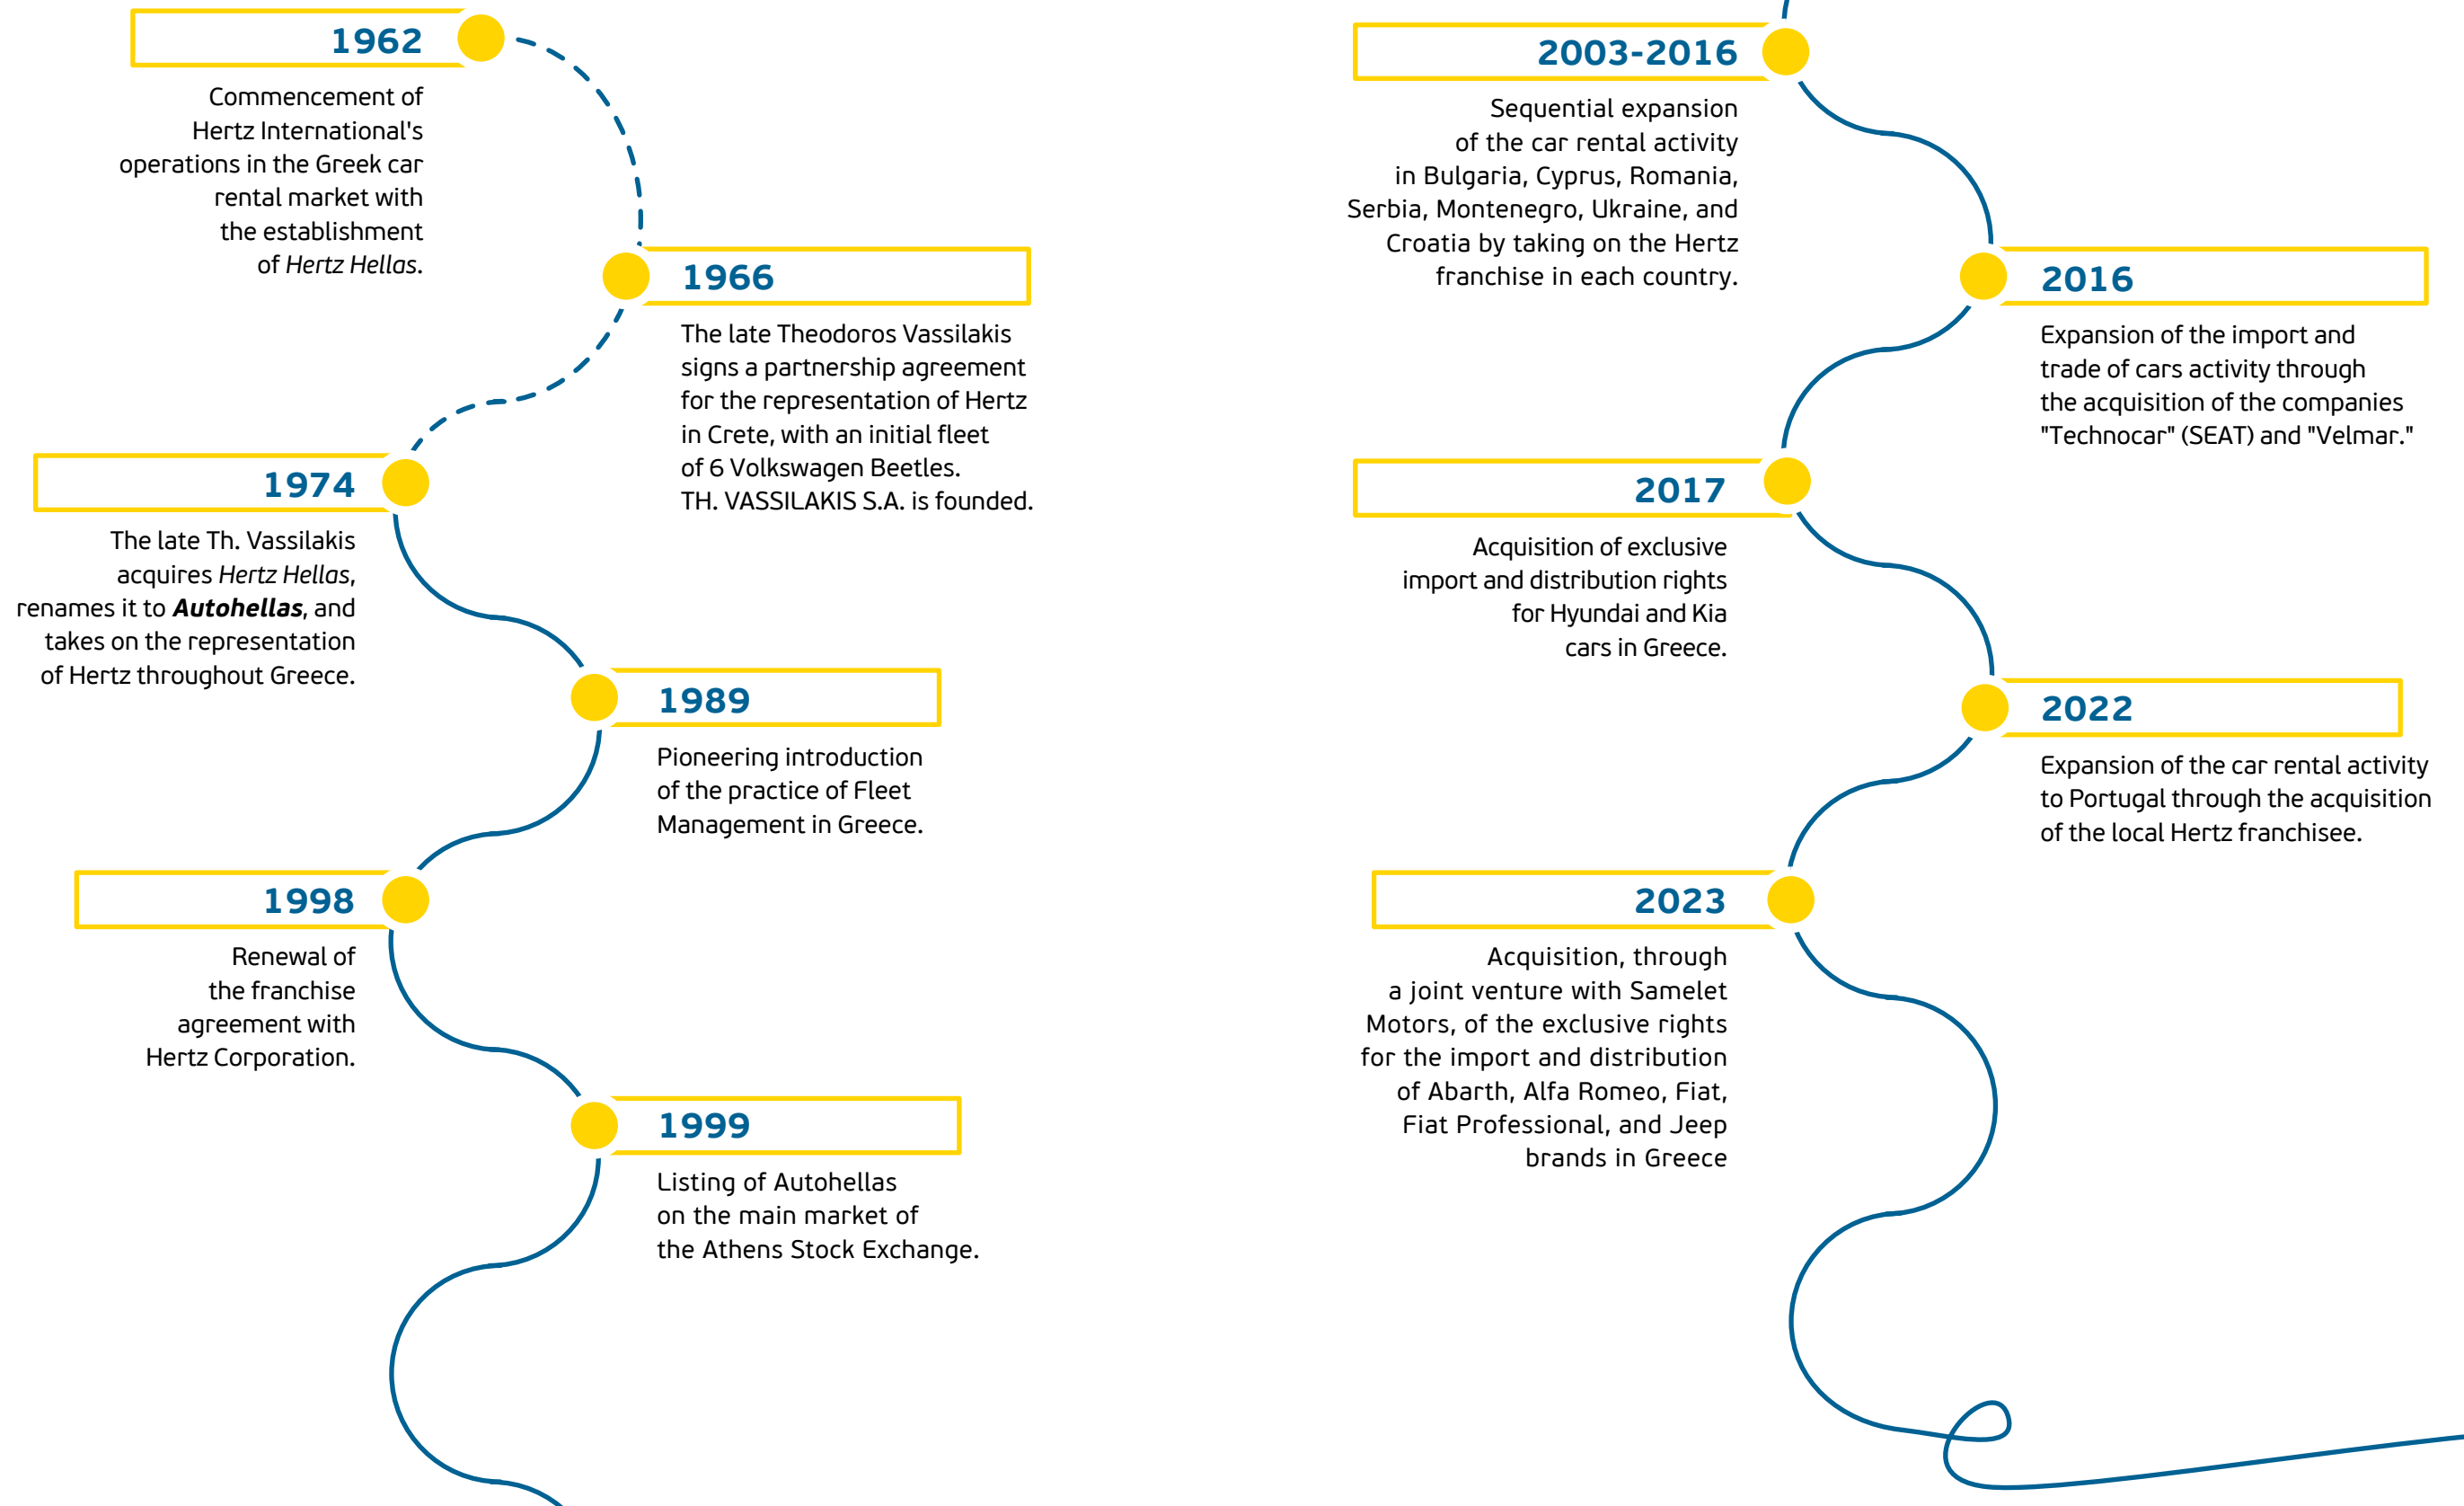 1962
Commencement of
Hertz International's
operations in the Greek car
rental market with
the establishment
of Hertz Hellas.
1966
The late Theodoros Vassilakis
signs a partnership agreement
for the representation of Hertz
in Crete, with an initial fleet
of 6 Volkswagen Beetles.
TH. VASSILAKIS S.A. is founded.
1974
The late Th. Vassilakis
acquires Hertz Hellas,
renames it to Autohellas, and
takes on the representation
of Hertz throughout Greece.
1989
Pioneering introduction
of the practice of Fleet
Management in Greece.
1998
Renewal of
the franchise
agreement with
Hertz Corporation.
1999
Listing of Autohellas
on the main market of
the Athens Stock Exchange.
2003-2016
Sequential expansion
of the car rental activity
in Bulgaria, Cyprus, Romania,
Serbia, Montenegro, Ukraine, and
Croatia by taking on the Hertz
franchise in each country.
2016
Expansion of the import and
trade of cars activity through
the acquisition of the companies
"Technocar" (SEAT) and "Velmar."
2017
Acquisition of exclusive
import and distribution rights
for Hyundai and Kia
cars in Greece.
2022
Expansion of the car rental activity
to Portugal through the acquisition
of the local Hertz franchisee.
2023
Acquisition, through
a joint venture with Samelet
Motors, of the exclusive rights
for the import and distribution
of Abarth, Alfa Romeo, Fiat,
Fiat Professional, and Jeep
brands in Greece